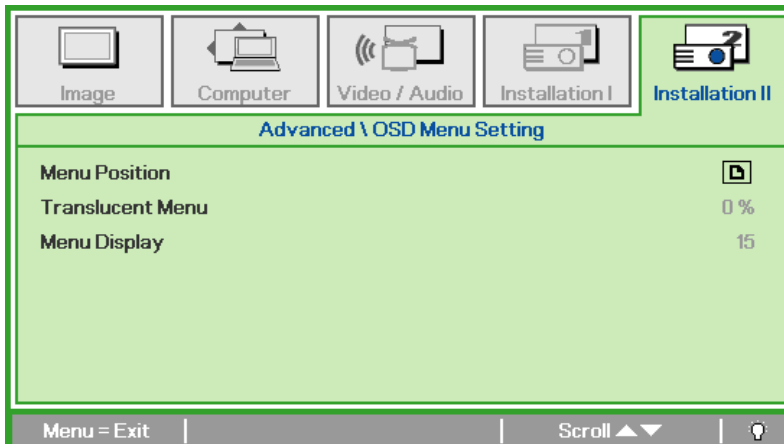 Image
Computer
Video / Audio
Installation I
Installation II
Advanced \ OSD Menu Setting
Menu Position
Translucent Menu 0 %
Menu Display 15
Menu = Exit Scroll ▲▼